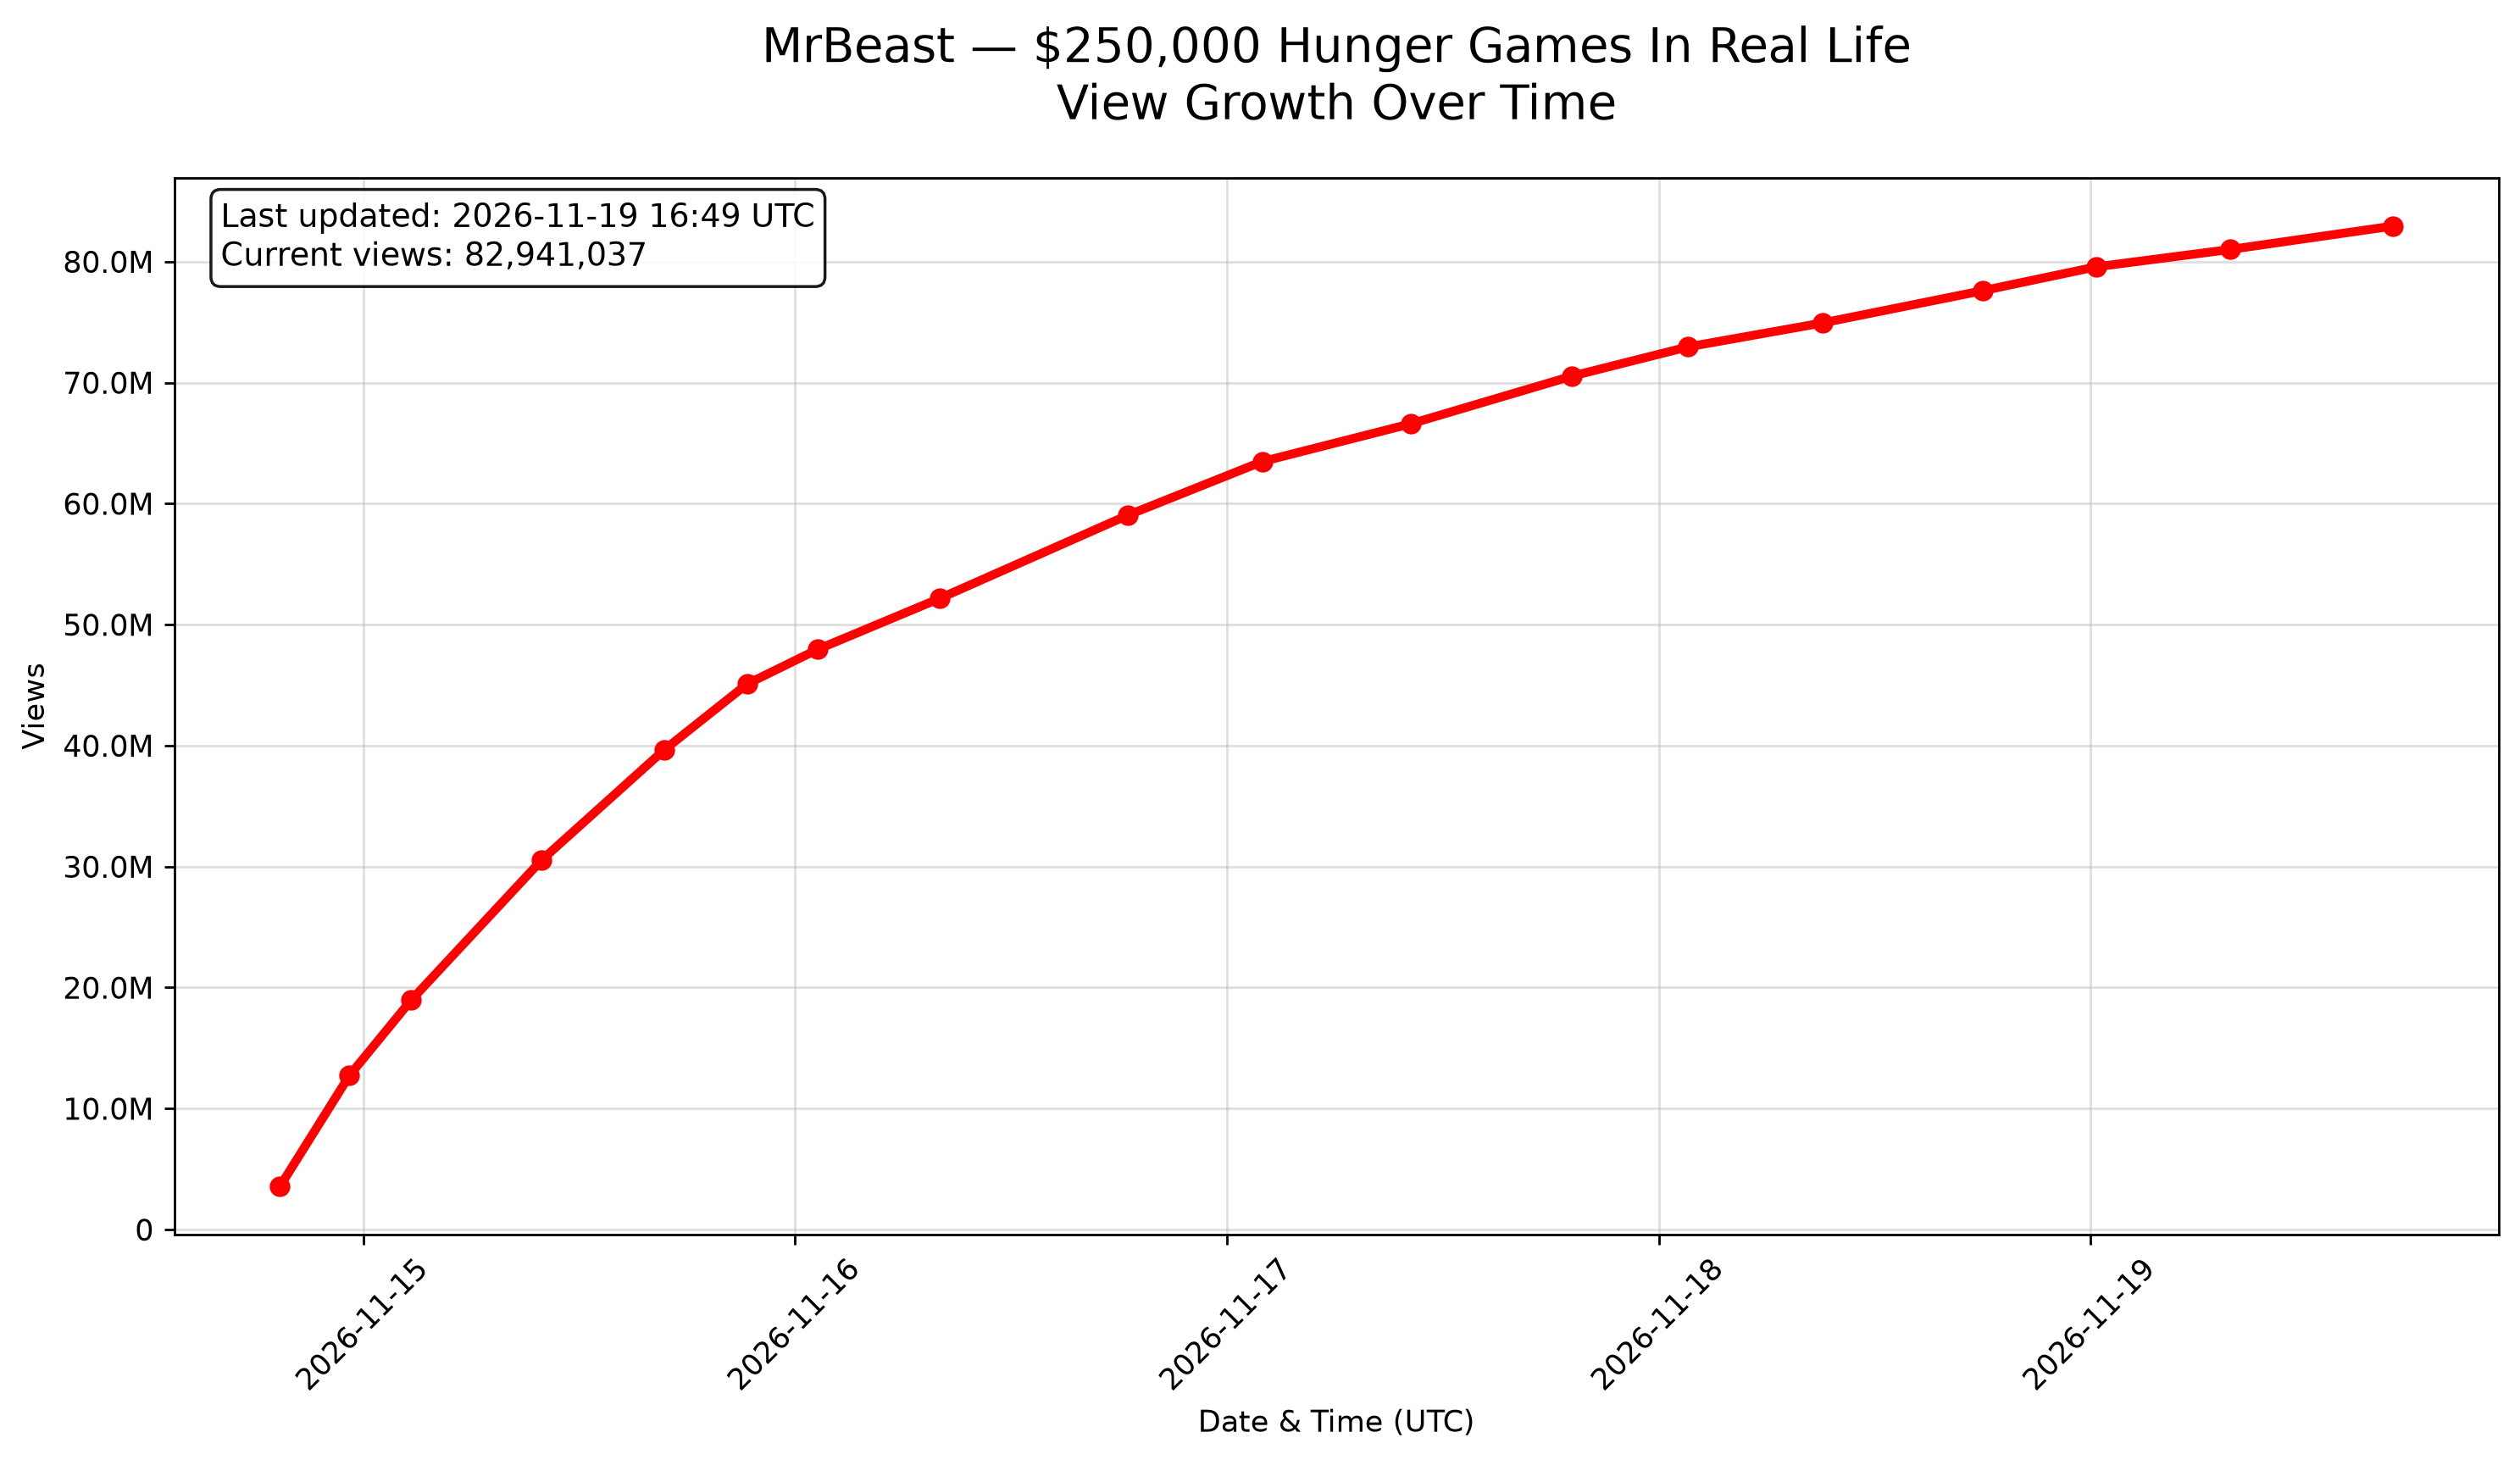 MrBeast — $250,000 Hunger Games In Real Life
View Growth Over Time
Last updated: 2026-11-19 16:49 UTC
Current views: 82,941,037
80.0M
70.0M
60.0M
50.0M
40.0M
30.0M
20.0M
10.0M
0
Views
2026-11-15
2026-11-16
2026-11-17
2026-11-18
2026-11-19
Date & Time (UTC)